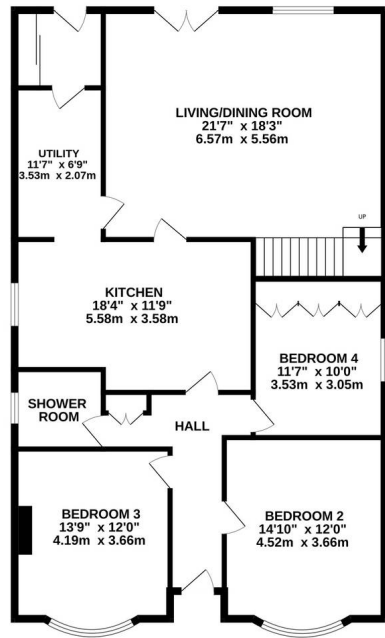 LIVING/DINING ROOM
21'7" x 18'3"
6.57m x 5.56m
UTILITY
11'7" x 6'9"
3.53m x 2.07m
UP
KITCHEN
18'4" x 11'9"
5.58m x 3.58m
BEDROOM 4
11'7" x 10'0"
3.53m x 3.05m
SHOWER
ROOM
HALL
BEDROOM 3
13'9" x 12'0"
4.19m x 3.66m
BEDROOM 2
14'10" x 12'0"
4.52m x 3.66m